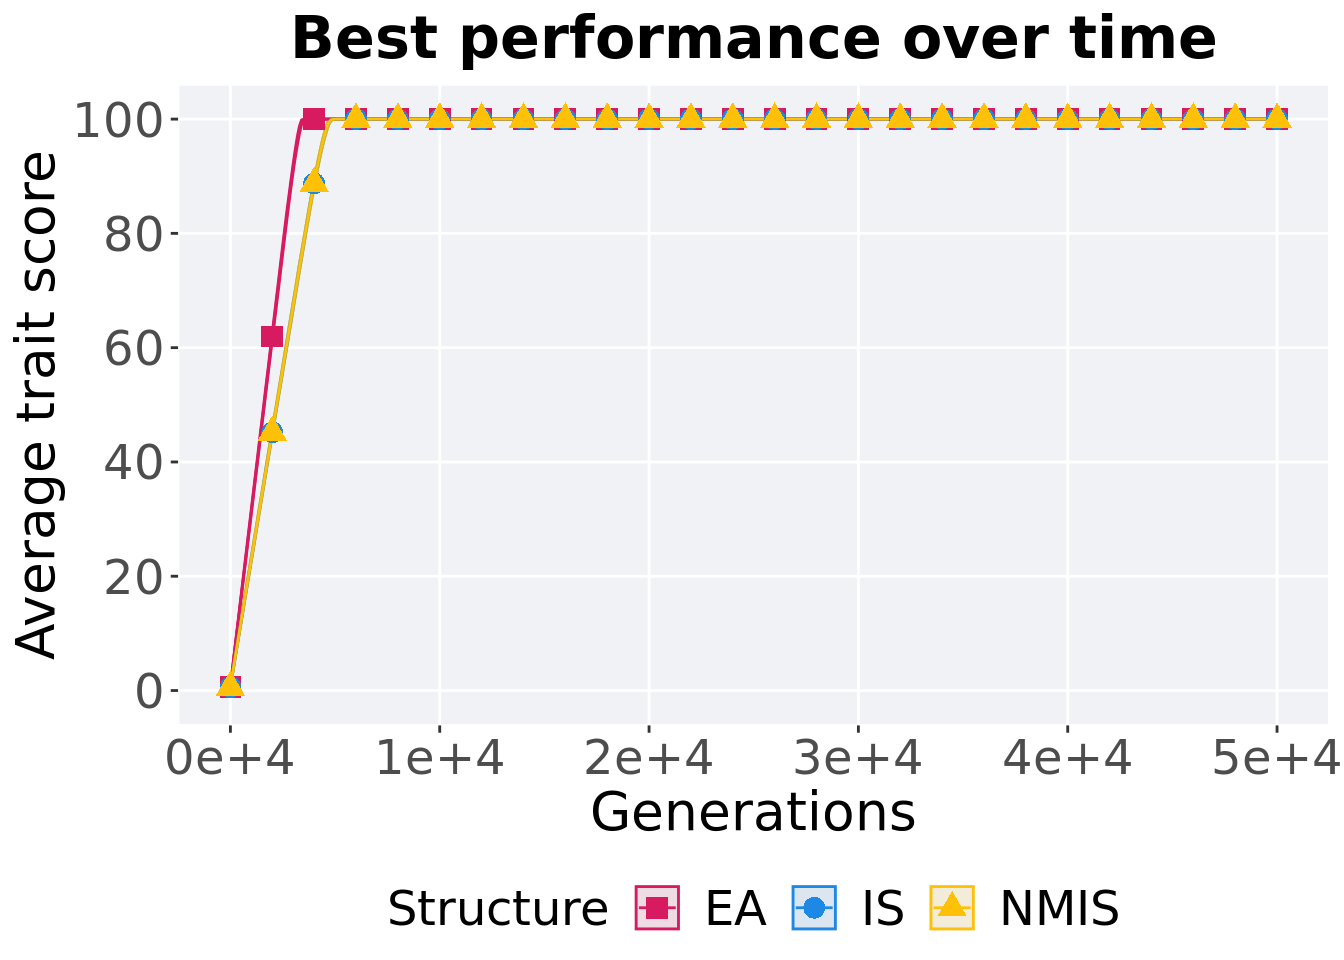 Best performance over time
Average trait score
100
80
60
40
20
0
0e+4 1e+4 2e+4 3e+4 4e+4 5e+4
Generations
Structure EA IS NMIS